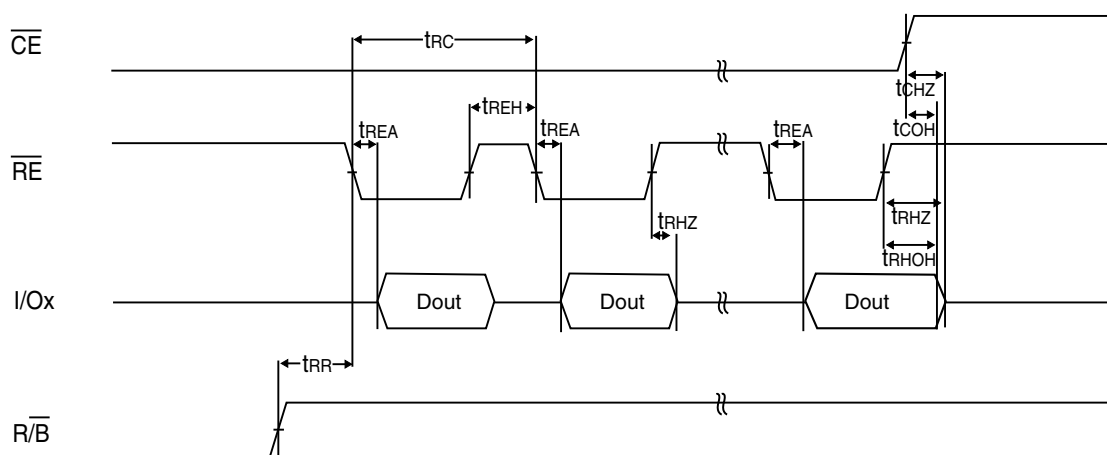 CE
tRC
tCHZ
tREH
tCOH
tREA
tREA
tREA
RE
tRHZ
tRHZ
tRHOH
I/Ox
Dout
Dout
Dout
tRR
R/B